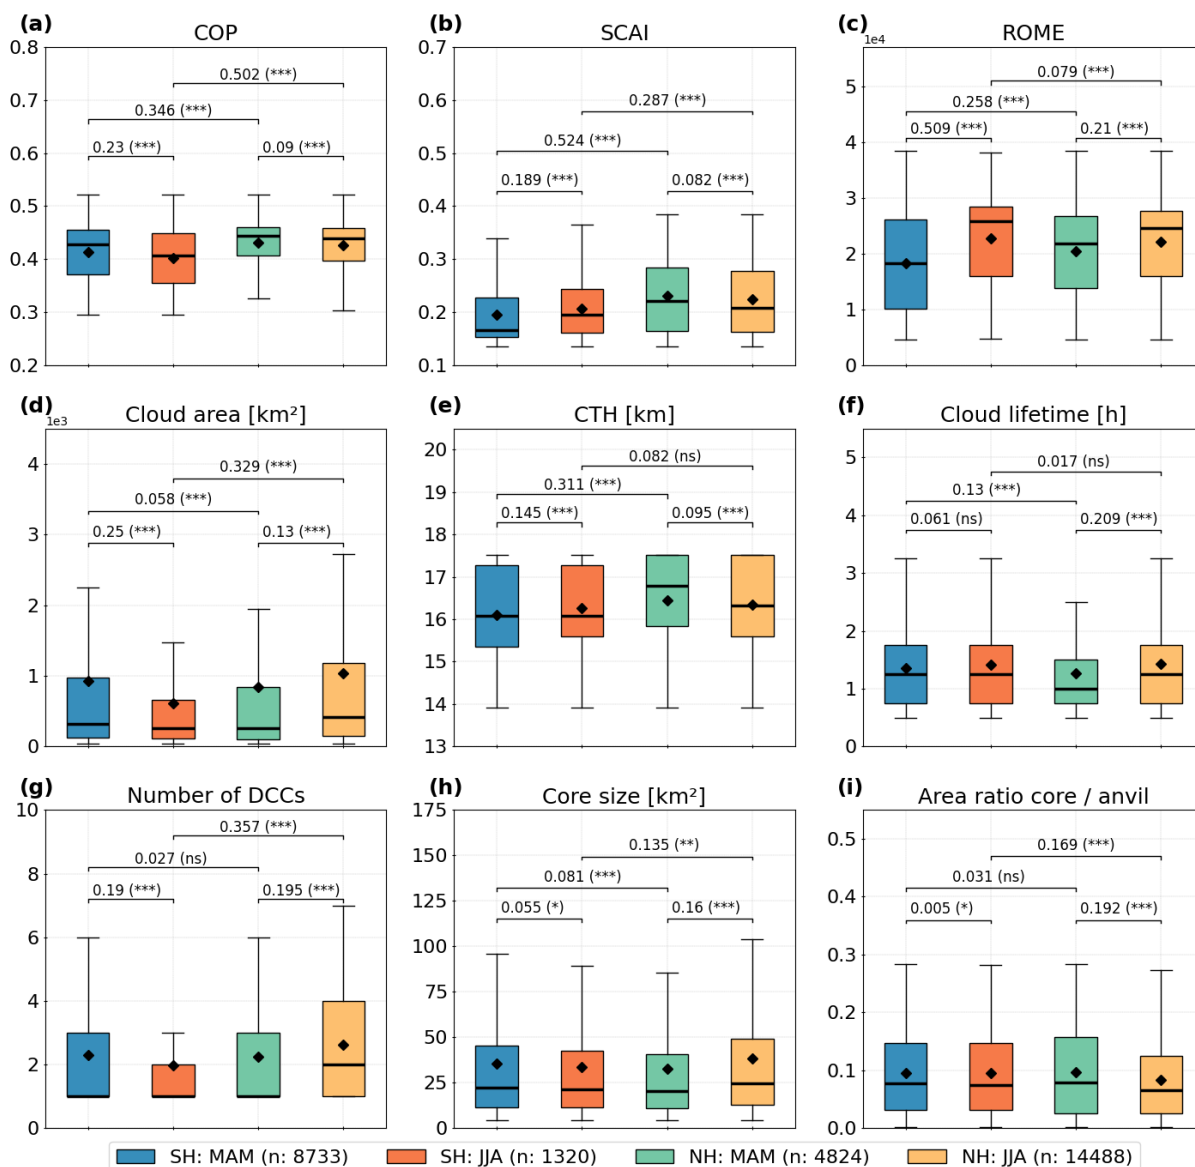 (a) COP
0.8
0.7
0.6
0.5
0.4
0.3
0.2
0.502 (***)
0.346 (***)
0.23 (***) 0.09 (***)
(b) SCAI
0.7
0.6
0.5
0.4
0.3
0.2
0.1
0.287 (***)
0.524 (***)
0.189 (***) 0.082 (***)
(c) ROME
1e4
5
4
3
2
1
0
0.079 (***)
0.258 (***)
0.509 (***) 0.21 (***)
(d) Cloud area [km²]
1e3
4
3
2
1
0
0.329 (***)
0.058 (***)
0.25 (***) 0.13 (***)
(e) CTH [km]
20
19
18
17
16
15
14
13
0.082 (ns)
0.311 (***)
0.145 (***) 0.095 (***)
(f) Cloud lifetime [h]
5
4
3
2
1
0
0.017 (ns)
0.13 (***)
0.061 (ns) 0.209 (***)
(g) Number of DCCs
10
8
6
4
2
0
0.357 (***)
0.027 (ns)
0.19 (***) 0.195 (***)
(h) Core size [km²]
175
150
125
100
75
50
25
0
0.135 (**)
0.081 (***)
0.055 (*) 0.16 (***)
(i) Area ratio core / anvil
0.5
0.4
0.3
0.2
0.1
0.0
0.169 (***)
0.031 (ns)
0.005 (*) 0.192 (***)
SH: MAM (n: 8733) SH: JJA (n: 1320) NH: MAM (n: 4824) NH: JJA (n: 14488)